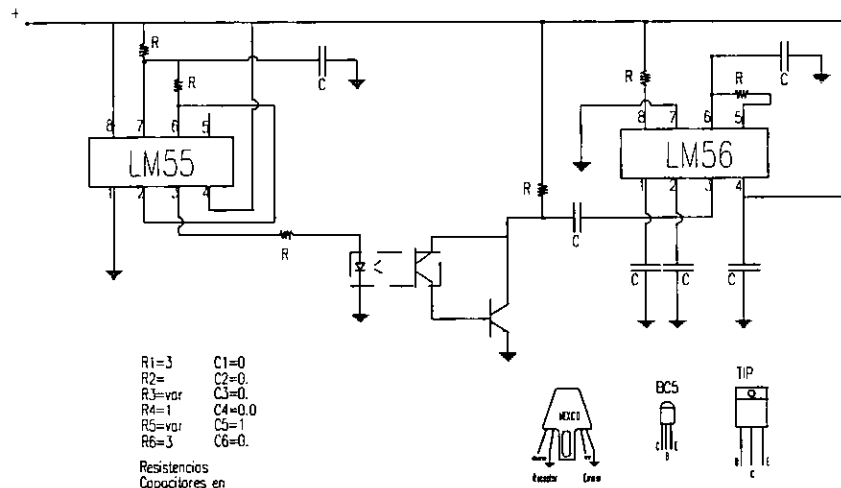 +
R
R
C
8 7 6 5
LM55
1 2 3 4
R
R
C
R
R
C
8 7 6 5
LM56
1 2 3 4
C C C
R1=3 C1=0
R2= C2=0.
R3=var C3=0.
R4=1 C4=0.0
R5=var C5=1
R6=3 C6=0.
Resistencias
Capacitores en
MEXCO
Receptor
BC5
C B E
TIP
B C E